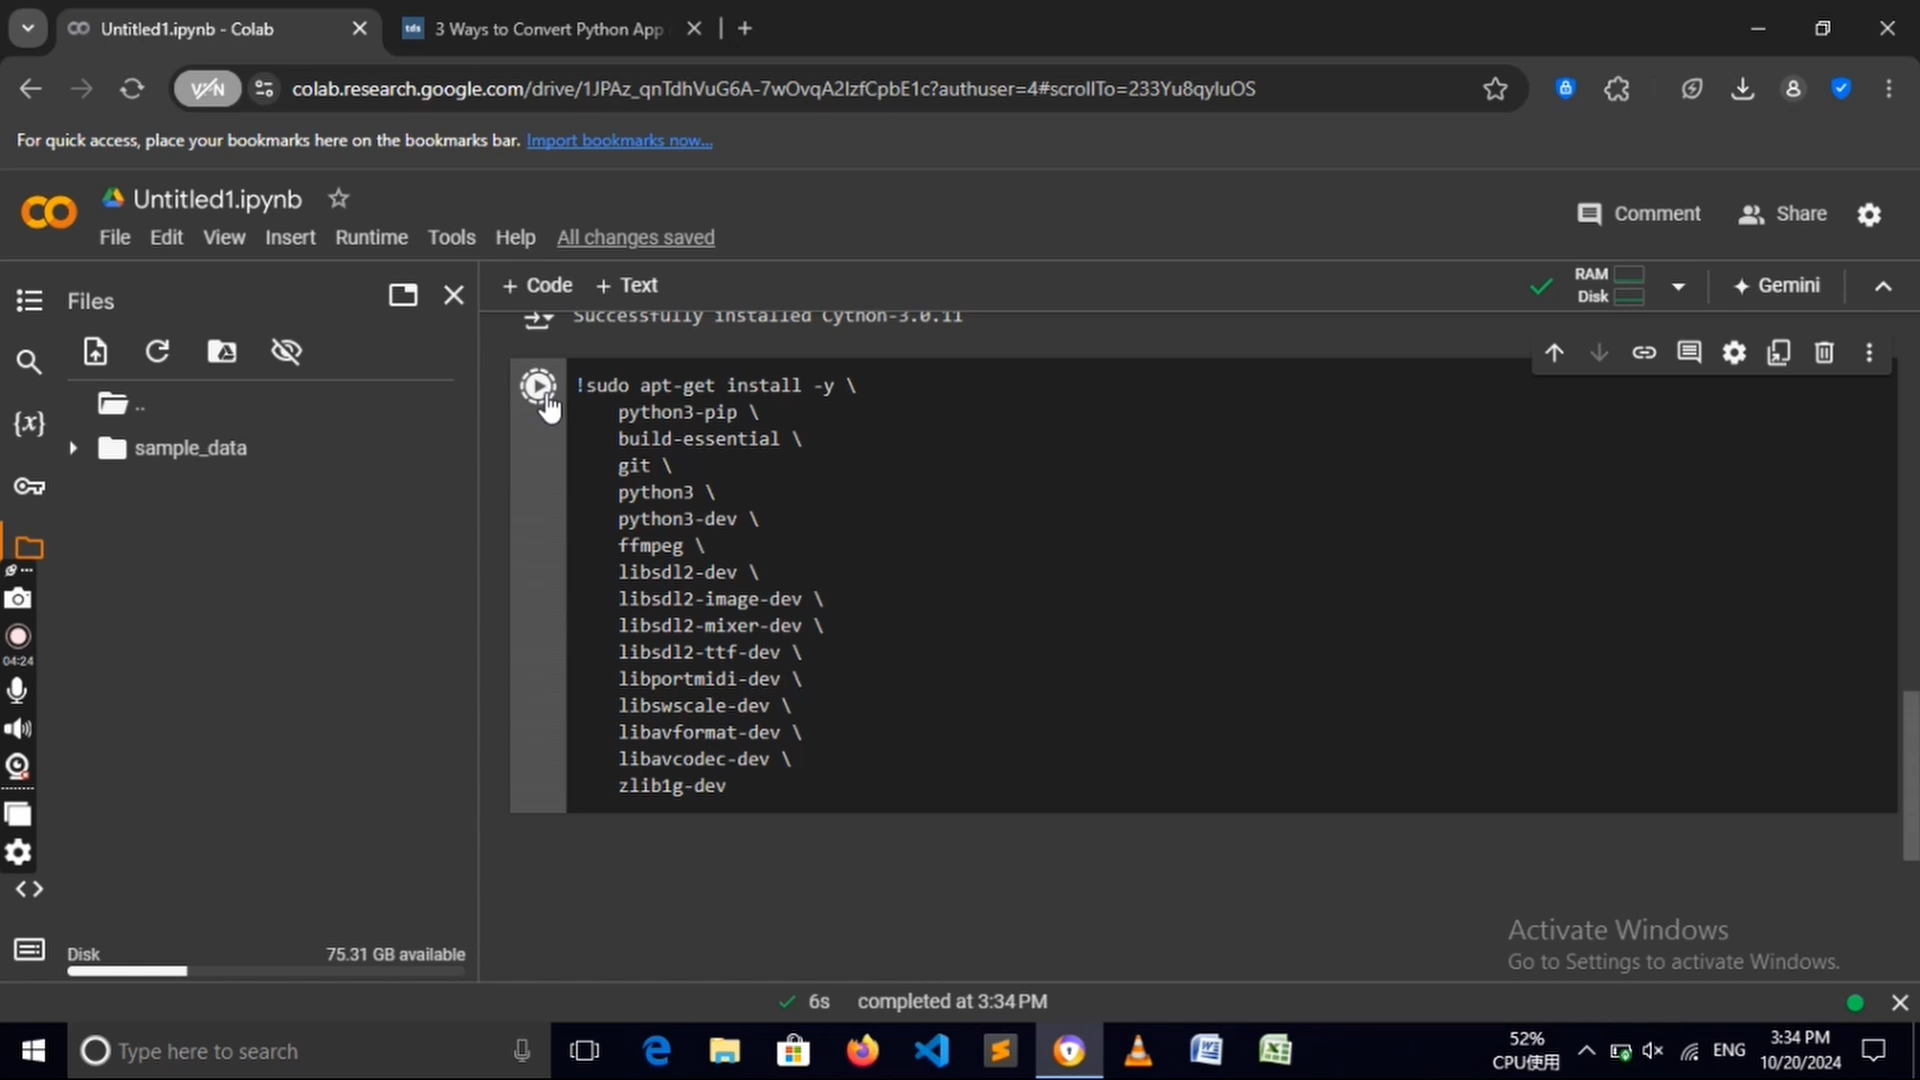 Untitled1.ipynb - Colab
tds 3 Ways to Convert Python App
VPN colab.research.google.com/drive/1JPAz_qnTdhVuG6A-7wOvqA2IzfCpbE1c?authuser=4#scrollTo=233Yu8qyluOS
For quick access, place your bookmarks here on the bookmarks bar. Import bookmarks now...
Untitled1.ipynb
Comment Share
File Edit View Insert Runtime Tools Help All changes saved
Files
+ Code + Text
RAM
Disk
Gemini
Successfully installed Cython-3.0.11
..
sample_data
{x}
!sudo apt-get install -y \
python3-pip \
build-essential \
git \
python3 \
python3-dev \
ffmpeg \
libsdl2-dev \
libsdl2-image-dev \
libsdl2-mixer-dev \
libsdl2-ttf-dev \
libportmidi-dev \
libswscale-dev \
libavformat-dev \
libavcodec-dev \
zlib1g-dev
04:24
Disk 75.31 GB available
Activate Windows
Go to Settings to activate Windows.
6s completed at 3:34 PM
Type here to search
52%
CPU使用
ENG
3:34 PM
10/20/2024